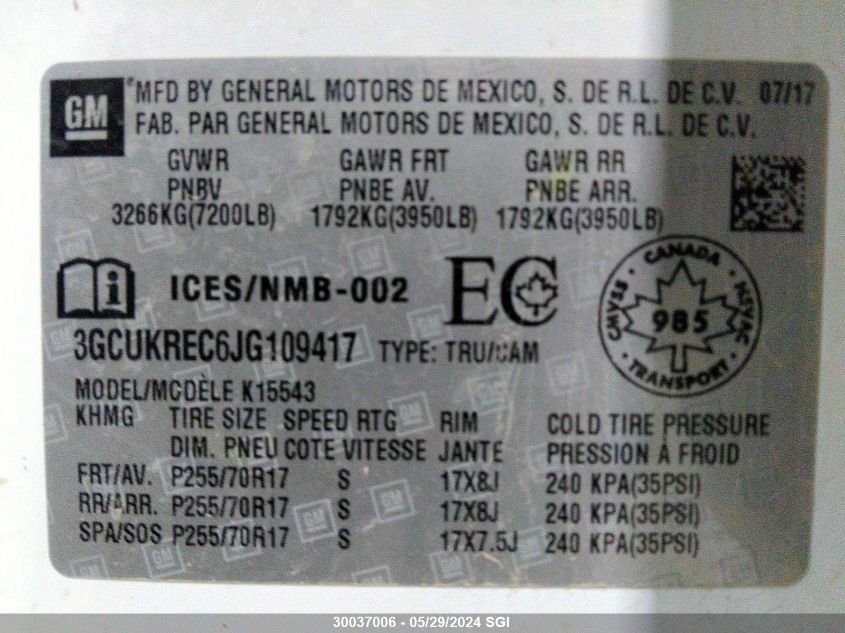 GM
MFD BY GENERAL MOTORS DE MEXICO, S. DE R.L. DE C.V. 07/17
FAB. PAR GENERAL MOTORS DE MEXICO, S. DE R.L. DE C.V.
GVWR GAWR FRT GAWR RR
PNBV PNBE AV. PNBE ARR.
3266KG(7200LB) 1792KG(3950LB) 1792KG(3950LB)
ICES/NMB-002 EC
CANADA
CMVSS 985 NSVAC
TRANSPORT
3GCUKREC6JG109417 TYPE: TRU/CAM
MODEL/MODÈLE K15543
KHMG TIRE SIZE SPEED RTG RIM COLD TIRE PRESSURE
DIM. PNEU COTE VITESSE JANTE PRESSION À FROID
FRT/AV. P255/70R17 S 17X8J 240 KPA(35PSI)
RR/ARR. P255/70R17 S 17X8J 240 KPA(35PSI)
SPA/SOS P255/70R17 S 17X7.5J 240 KPA(35PSI)
30037006 - 05/29/2024 SGI